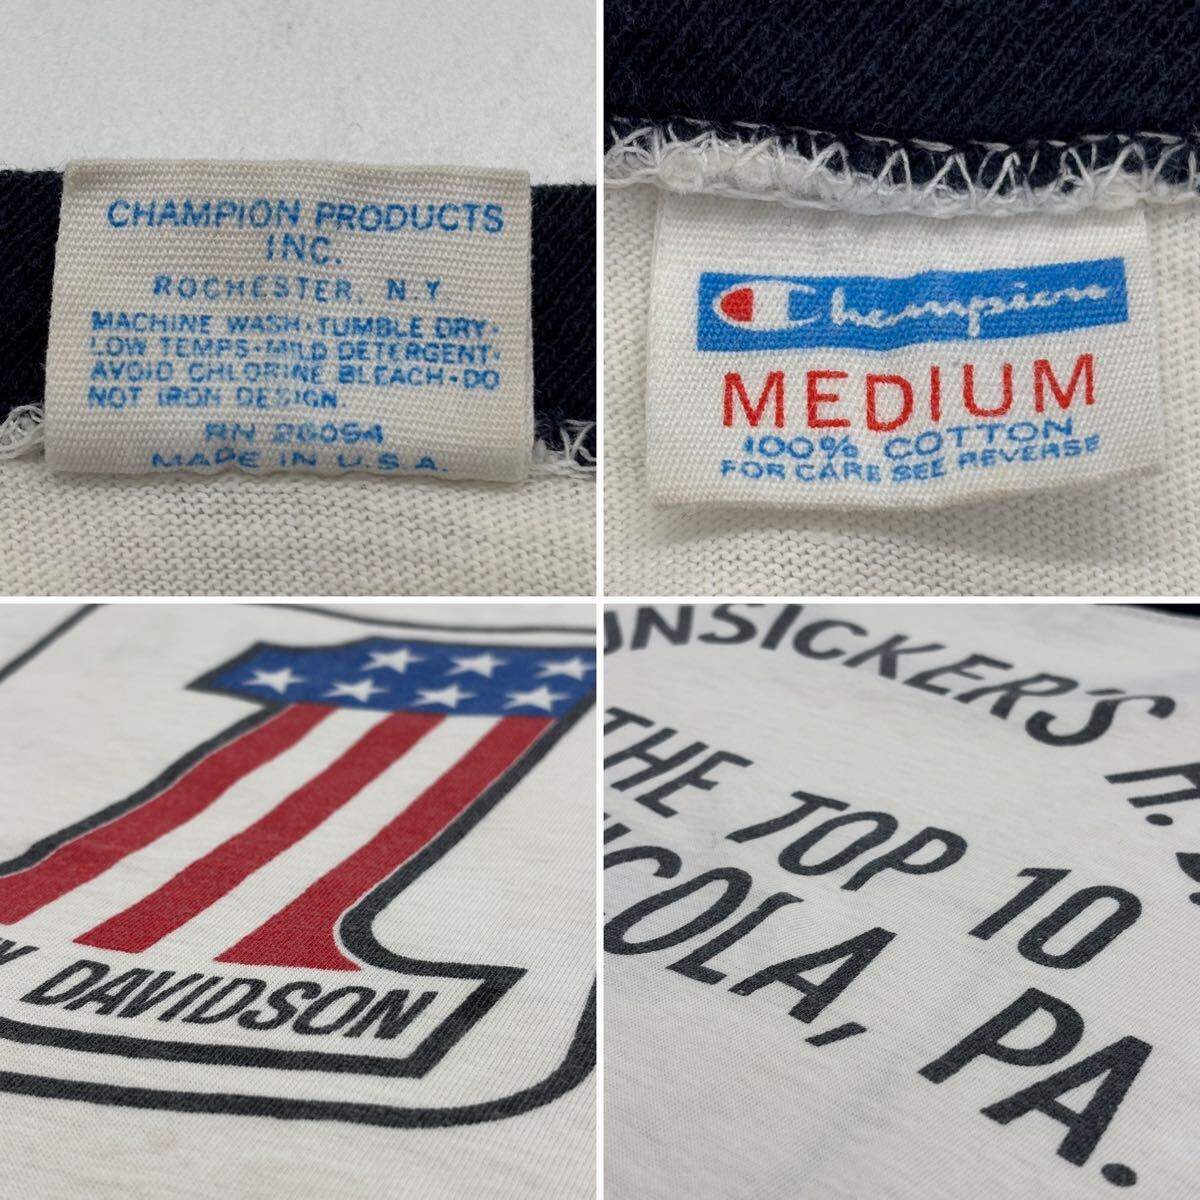 CHAMPION PRODUCTS
INC.
ROCHESTER, N.Y.
MACHINE WASH·TUMBLE DRY·
LOW TEMPS·MILD DETERGENT·
AVOID CHLORINE BLEACH·DO
NOT IRON DESIGN.
RN 26094
MADE IN U.S.A.
Champion
MEDIUM
100% COTTON
FOR CARE SEE REVERSE
DAVIDSON
NSICKER'S H.
THE TOP 10
COLA, PA.